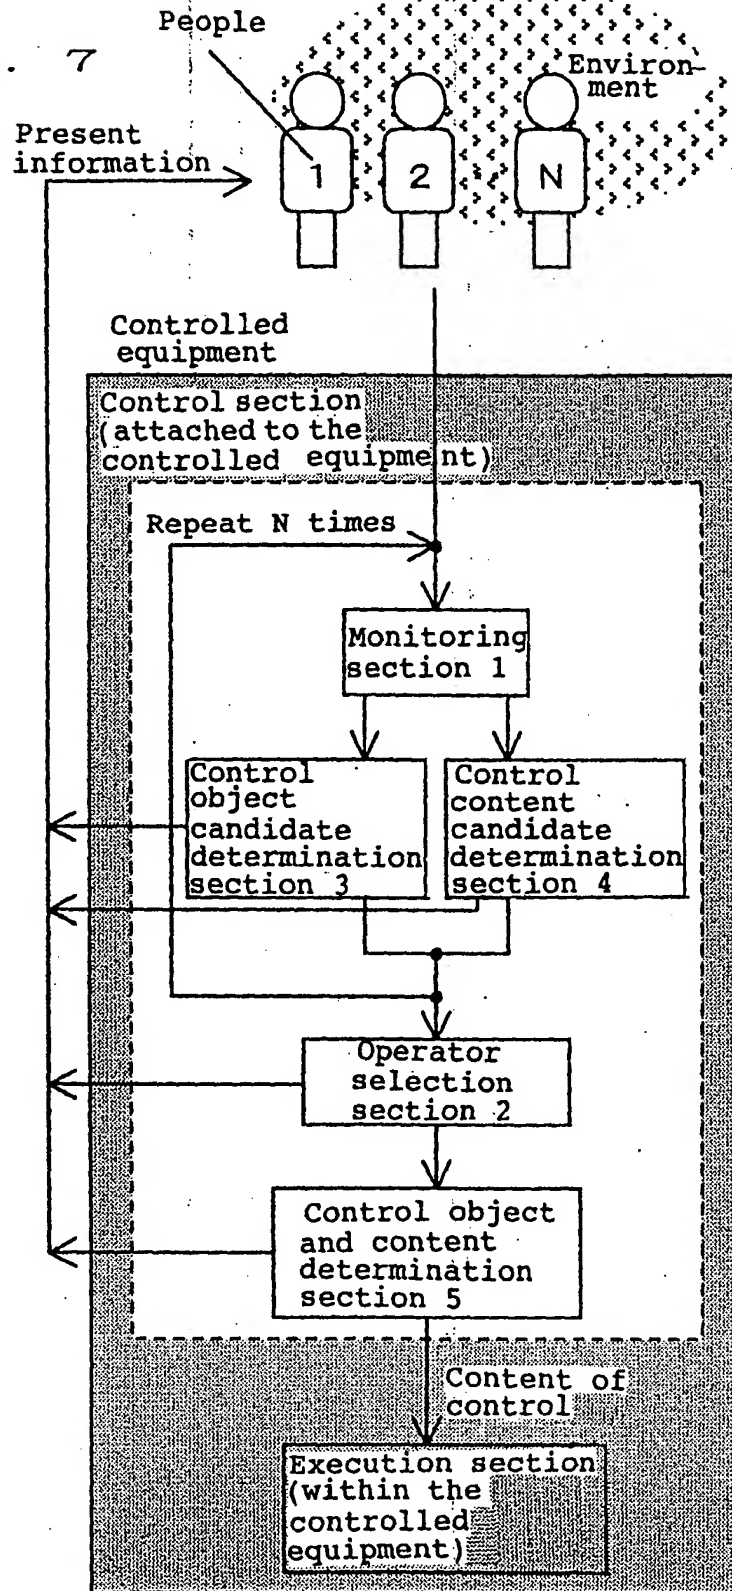 People
. 7
Environ-
ment
Present
information
1
2
N
Controlled
equipment
Control section
(attached to the
controlled equipment)
Repeat N times
Monitoring
section 1
Control
object
candidate
determination
section 3
Control
content
candidate
determination
section 4
Operator
selection
section 2
Control object
and content
determination
section 5
Content of
control
Execution section
(within the
controlled
equipment)